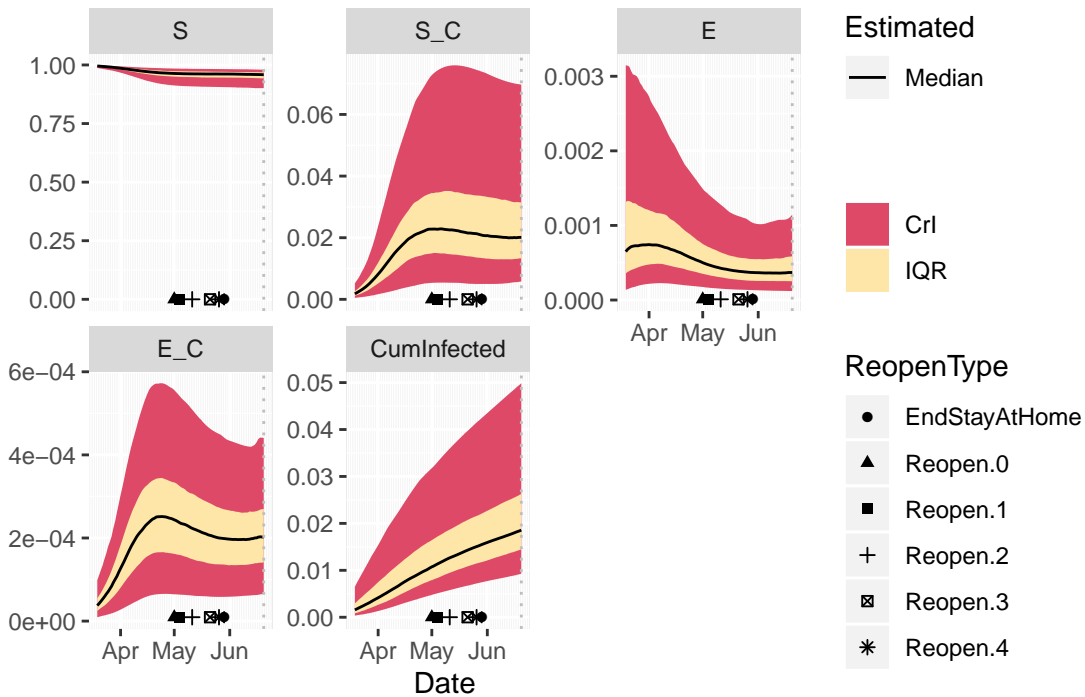 S
1.00
0.75
0.50
0.25
0.00
S_C
0.06
0.04
0.02
0.00
E
0.003
0.002
0.001
0.000
Apr May Jun
E_C
6e−04
4e−04
2e−04
0e+00
Apr May Jun
CumInfected
0.05
0.04
0.03
0.02
0.01
0.00
Apr May Jun
Date
Estimated
Median
CrI
IQR
ReopenType
EndStayAtHome
Reopen.0
Reopen.1
Reopen.2
Reopen.3
Reopen.4